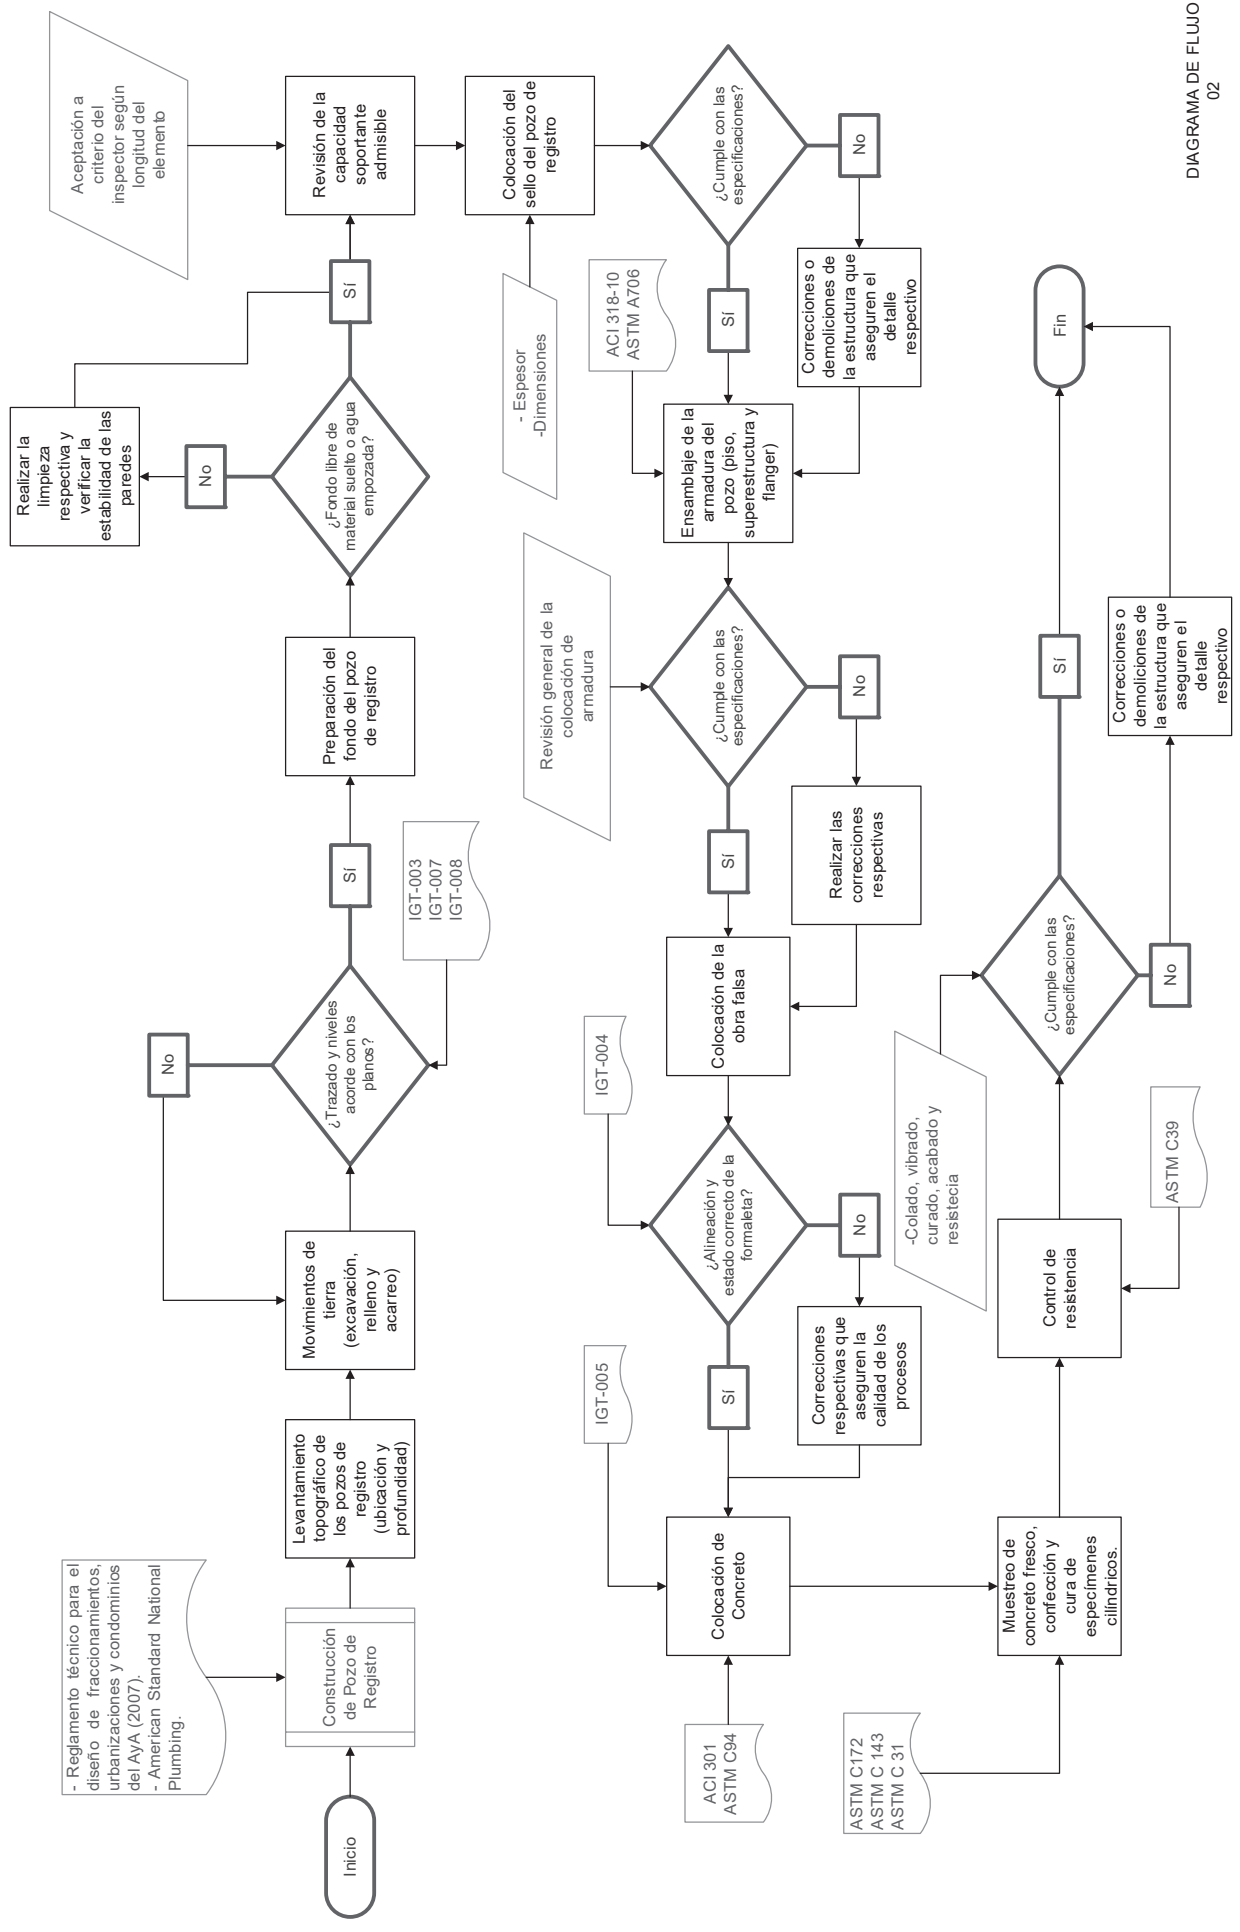 - Reglamento técnico para el
diseño de fraccionamientos,
urbanizaciones y condominios
del AyA (2007).
- American Standard National
Plumbing.
Inicio
Construcción
de Pozo de
Registro
Levantamiento
topográfico de
los pozos de
registro
(ubicación y
profundidad)
Movimientos de
tierra
(excavación,
relleno y
acarreo)
No
¿Trazado y niveles
acorde con los
planos?
Sí
IGT-003
IGT-007
IGT-008
Preparación del
fondo del pozo
de registro
¿Fondo libre de
material suelto o agua
empozada?
No
Realizar la
limpieza
respectiva y
verificar la
estabilidad de las
paredes
Sí
Aceptación a
criterio del
inspector según
longitud del
elemento
Revisión de la
capacidad
soportante
admisible
- Espesor
-Dimensiones
Colocación del
sello del pozo de
registro
¿Cumple con las
especificaciones?
No
Correcciones o
demoliciones de
la estructura que
aseguren el
detalle
respectivo
Sí
ACI 318-10
ASTM A706
Ensamblaje de la
armadura del
pozo (piso,
superestructura y
flanger)
Revisión general de la
colocación de
armadura
¿Cumple con las
especificaciones?
No
Realizar las
correcciones
respectivas
Sí
Colocación de la
obra falsa
IGT-004
¿Alineación y
estado correcto de la
formaleta?
No
Correcciones
respectivas que
aseguren la
calidad de los
procesos
Sí
IGT-005
Colocación de
Concreto
ACI 301
ASTM C94
ASTM C172
ASTM C 143
ASTM C 31
Muestreo de
concreto fresco,
confección y
cura de
especímenes
cilíndricos.
Control de
resistencia
ASTM C39
-Colado, vibrado,
curado, acabado y
resistecia
¿Cumple con las
especificaciones?
No
Correcciones o
demoliciones de
la estructura que
aseguren el
detalle
respectivo
Sí
Fin
DIAGRAMA DE FLUJO
02